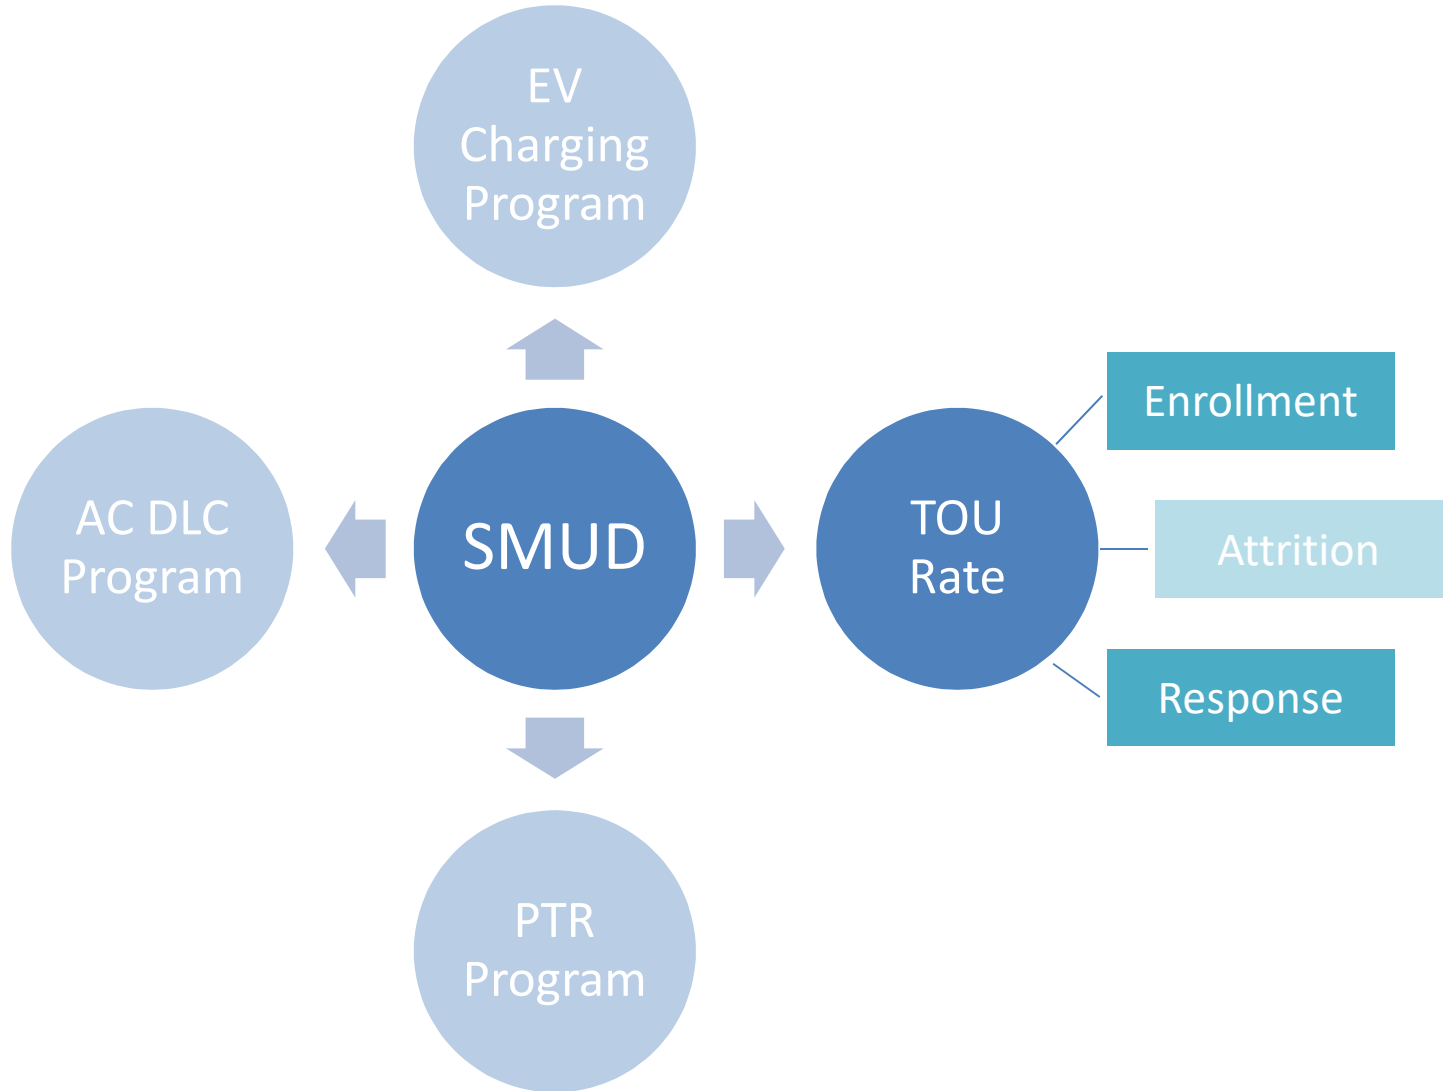 EV
Charging
Program
AC DLC
Program
SMUD
TOU
Rate
Enrollment
Attrition
Response
PTR
Program